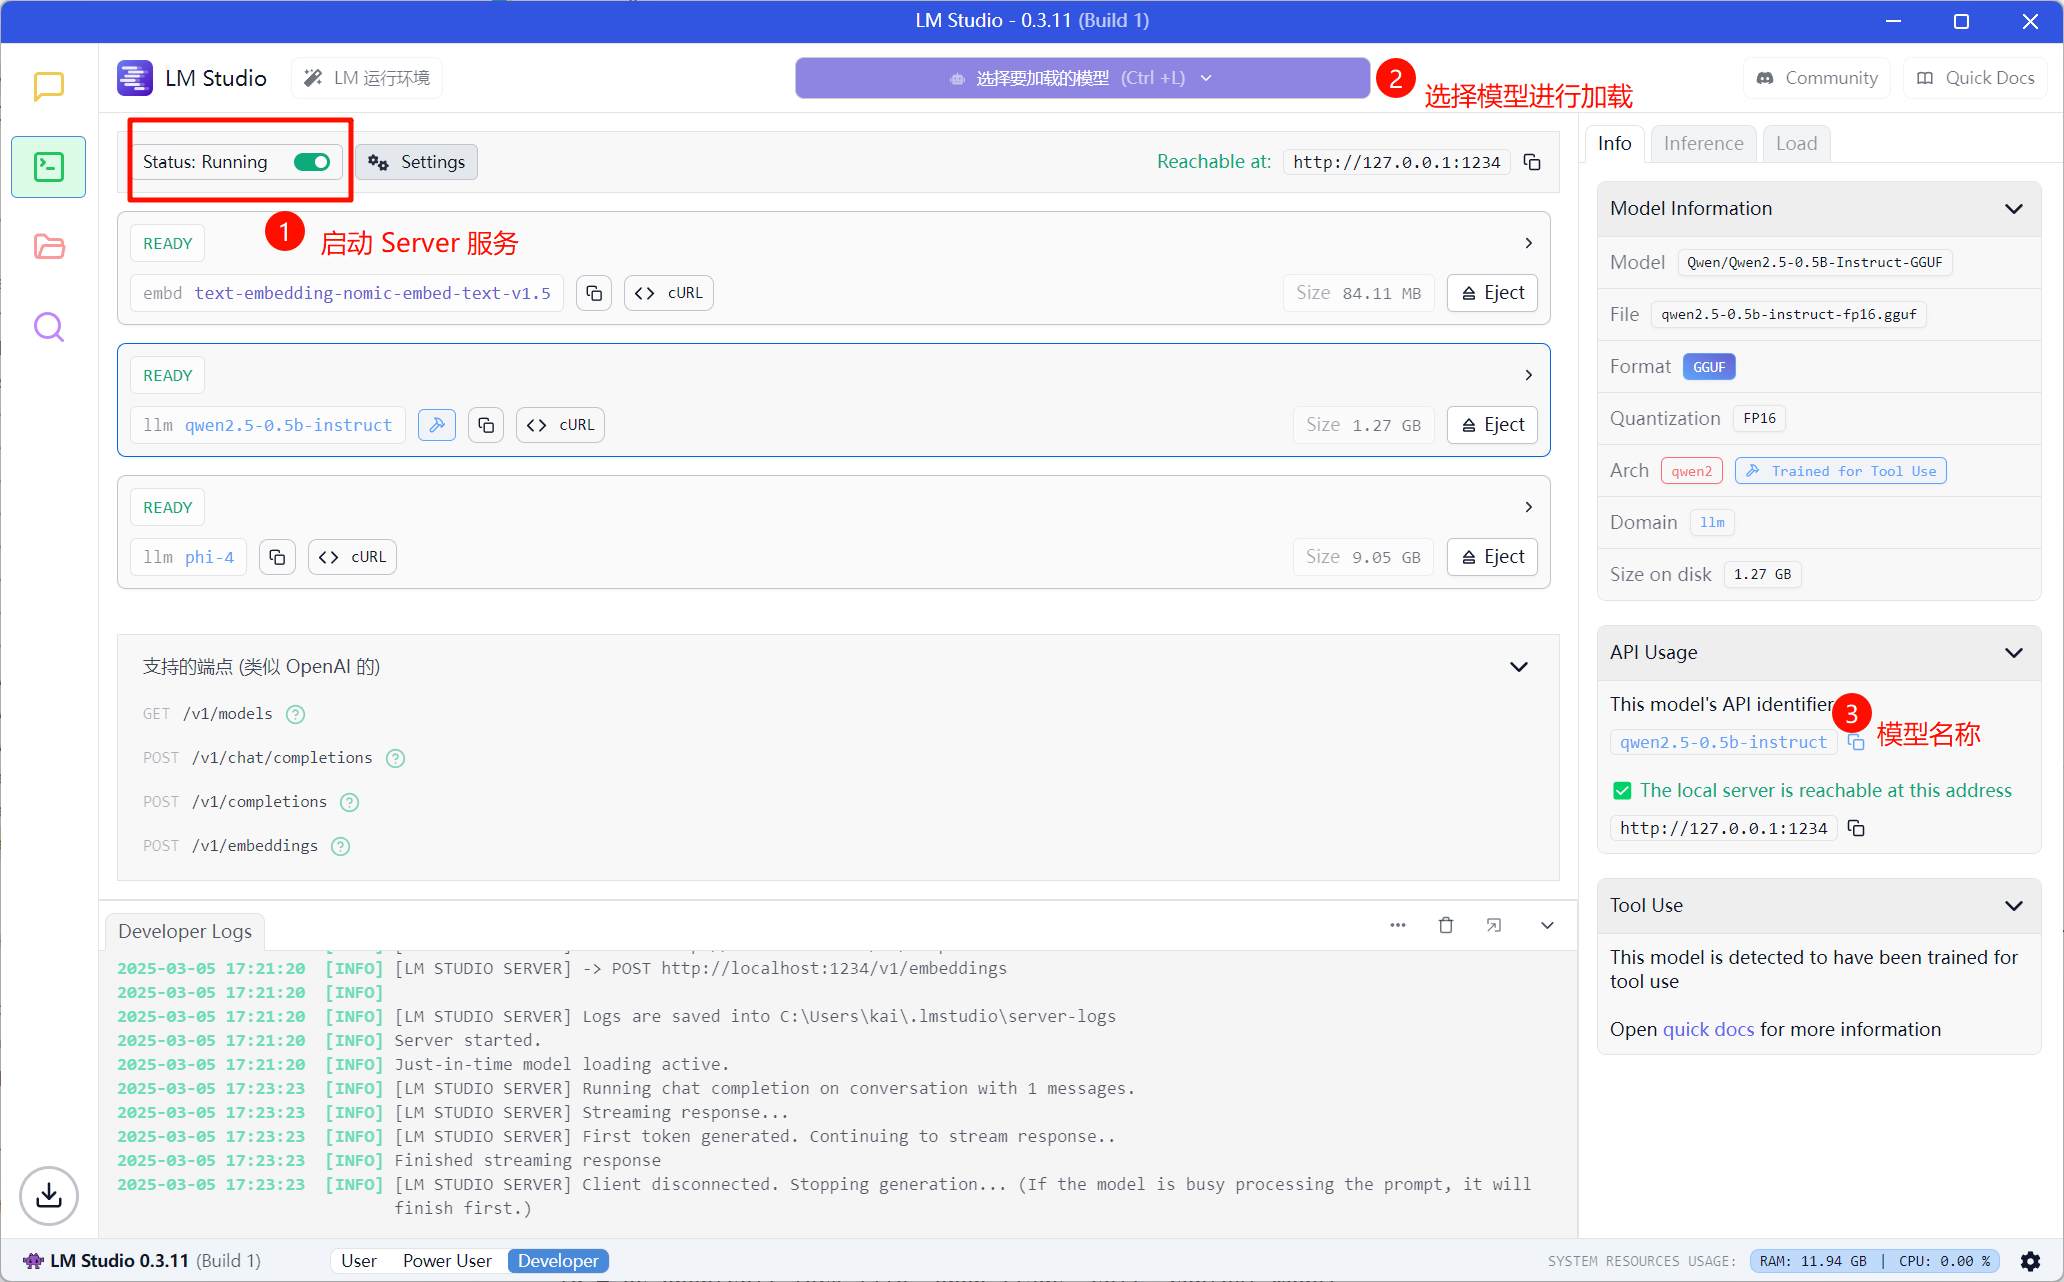 LM Studio - 0.3.11 (Build 1)
LM Studio
LM 运行环境
选择要加载的模型 (Ctrl +L)
2
选择模型进行加载
Community
Quick Docs
Status: Running
Settings
Reachable at: http://127.0.0.1:1234
1
启动 Server 服务
READY
embd text-embedding-nomic-embed-text-v1.5
cURL
Size 84.11 MB
Eject
READY
llm qwen2.5-0.5b-instruct
cURL
Size 1.27 GB
Eject
READY
llm phi-4
cURL
Size 9.05 GB
Eject
支持的端点 (类似 OpenAI 的)
GET /v1/models
POST /v1/chat/completions
POST /v1/completions
POST /v1/embeddings
Developer Logs
2025-03-05 17:21:20 [INFO] [LM STUDIO SERVER] -> POST http://localhost:1234/v1/embeddings
2025-03-05 17:21:20 [INFO]
2025-03-05 17:21:20 [INFO] [LM STUDIO SERVER] Logs are saved into C:\Users\kai\.lmstudio\server-logs
2025-03-05 17:21:20 [INFO] Server started.
2025-03-05 17:21:20 [INFO] Just-in-time model loading active.
2025-03-05 17:23:23 [INFO] [LM STUDIO SERVER] Running chat completion on conversation with 1 messages.
2025-03-05 17:23:23 [INFO] [LM STUDIO SERVER] Streaming response...
2025-03-05 17:23:23 [INFO] [LM STUDIO SERVER] First token generated. Continuing to stream response..
2025-03-05 17:23:23 [INFO] Finished streaming response
2025-03-05 17:23:23 [INFO] [LM STUDIO SERVER] Client disconnected. Stopping generation... (If the model is busy processing the prompt, it will
finish first.)
Info
Inference
Load
Model Information
Model Qwen/Qwen2.5-0.5B-Instruct-GGUF
File qwen2.5-0.5b-instruct-fp16.gguf
Format GGUF
Quantization FP16
Arch qwen2 Trained for Tool Use
Domain llm
Size on disk 1.27 GB
API Usage
This model's API identifier
3
模型名称
qwen2.5-0.5b-instruct
The local server is reachable at this address
http://127.0.0.1:1234
Tool Use
This model is detected to have been trained for
tool use
Open quick docs for more information
LM Studio 0.3.11 (Build 1)
User
Power User
Developer
SYSTEM RESOURCES USAGE: RAM: 11.94 GB | CPU: 0.00 %